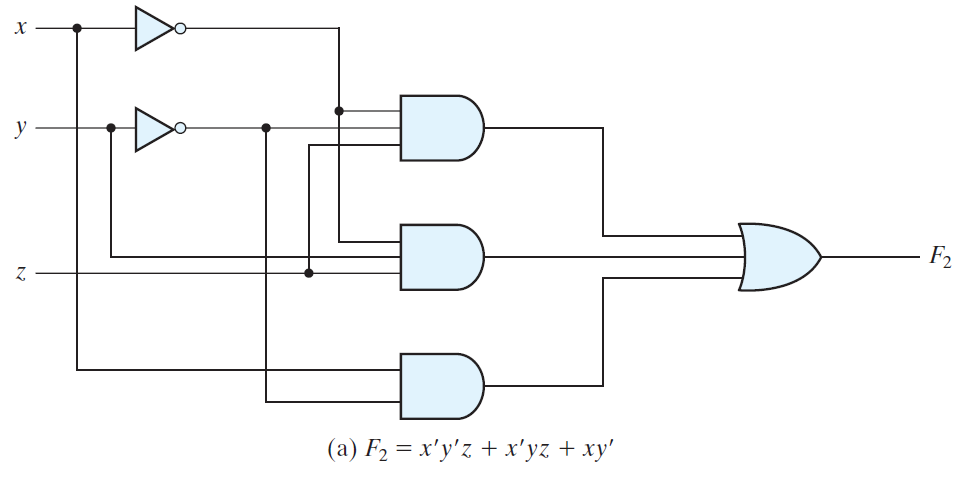 x
y
z
F₂
(a) F₂ = x′y′z + x′yz + xy′